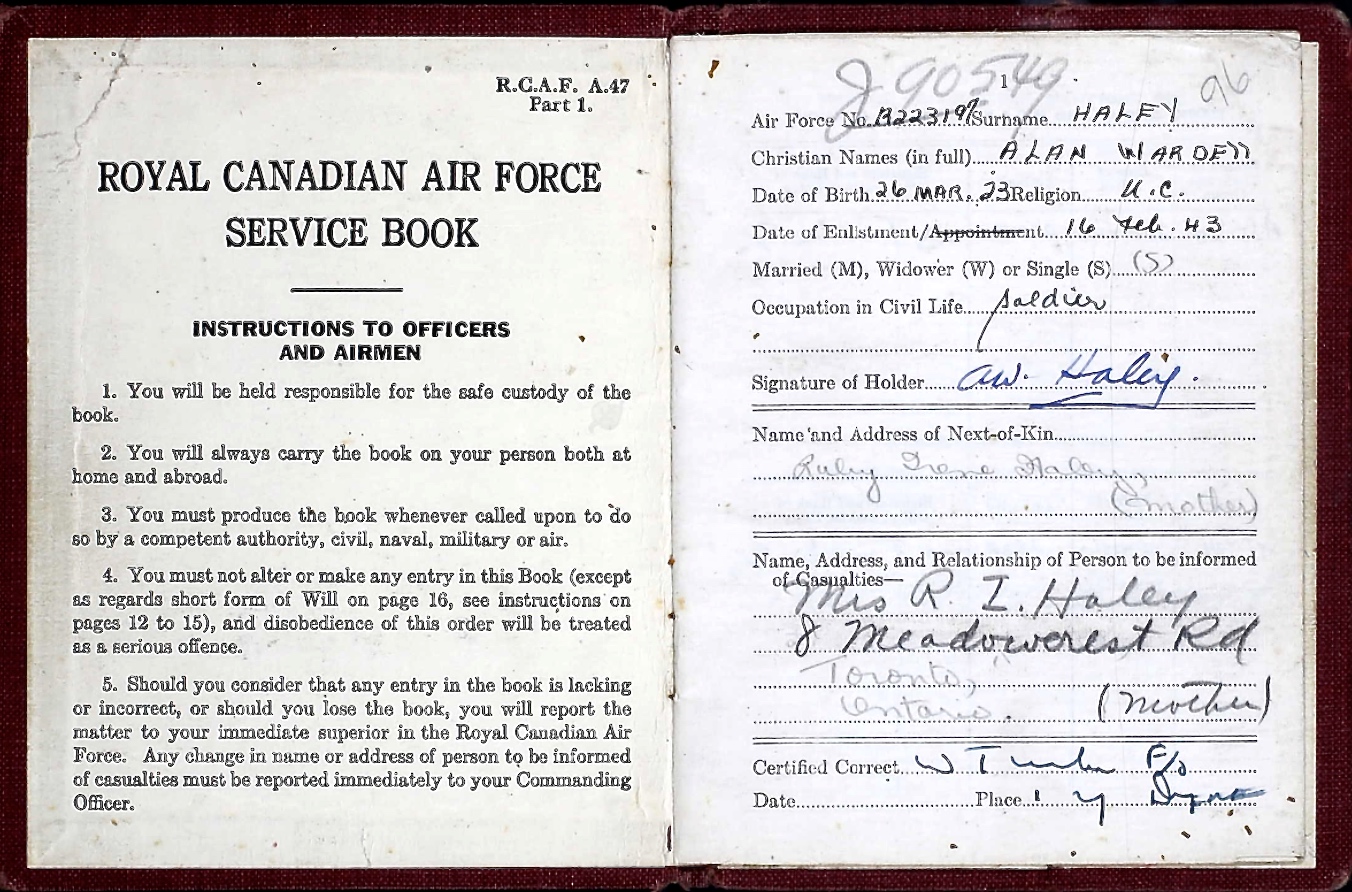 R.C.A.F. A.47
Part 1.
ROYAL CANADIAN AIR FORCE
SERVICE BOOK
INSTRUCTIONS TO OFFICERS
AND AIRMEN
1. You will be held responsible for the safe custody of the
book.
2. You will always carry the book on your person both at
home and abroad.
3. You must produce the book whenever called upon to do
so by a competent authority, civil, naval, military or air.
4. You must not alter or make any entry in this Book (except
as regards short form of Will on page 16, see instructions on
pages 12 to 15), and disobedience of this order will be treated
as a serious offence.
5. Should you consider that any entry in the book is lacking
or incorrect, or should you lose the book, you will report the
matter to your immediate superior in the Royal Canadian Air
Force. Any change in name or address of person to be informed
of casualties must be reported immediately to your Commanding
Officer.
J 90549
1
96
Air Force No. Surname HALEY
Christian Names (in full) ALAN WARDELL
Date of Birth 26 MAR. 23 Religion U.C.
Date of Enlistment/Appointment 16 Feb. 43
Married (M), Widower (W) or Single (S) (S)
Occupation in Civil Life soldier
Signature of Holder AW. Haley.
Name and Address of Next-of-Kin
Ruby Irene Haley,
(mother)
Name, Address, and Relationship of Person to be informed
of Casualties—
Mrs R. I. Haley
8 Meadowcrest Rd
Toronto,
Ontario. (Mother)
Certified Correct F/O
Date Place